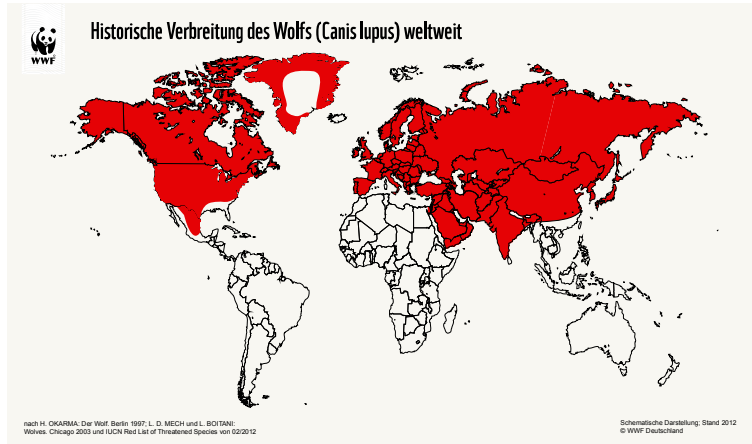 Historische Verbreitung des Wolfs (Canis lupus) weltweit
WWF
nach H. OKARMA: Der Wolf. Berlin 1997; L. D. MECH und L. BOITANI:
Wolves. Chicago 2003 und IUCN Red List of Threatened Species von 02/2012
Schematische Darstellung; Stand 2012
© WWF Deutschland